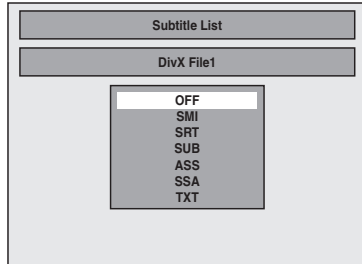 Subtitle List
DivX File1
OFF
SMI
SRT
SUB
ASS
SSA
TXT